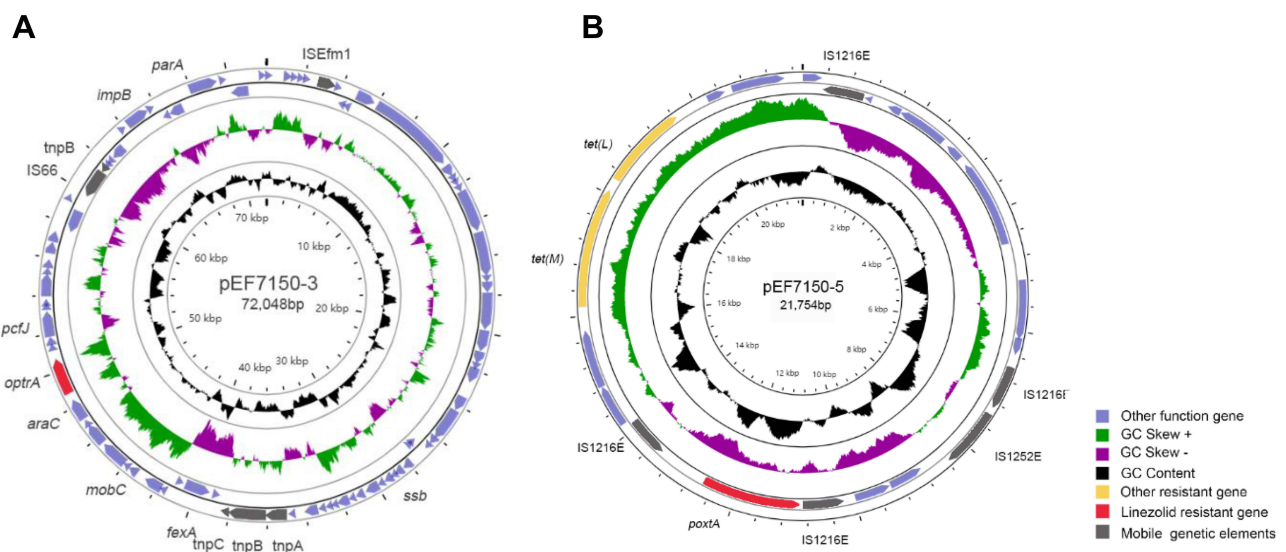 A
B
ISEfm1
parA
impB
tnpB
IS66
pcfJ
optrA
araC
mobC
fexA
tnpC
tnpB
tnpA
ssb
70 kbp
10 kbp
60 kbp
pEF7150-3
72,048bp
20 kbp
50 kbp
30 kbp
40 kbp
IS1216E
tet(L)
tet(M)
IS1216E
poxtA
IS1216E
IS1252E
20 kbp
2 kbp
18 kbp
4 kbp
pEF7150-5
21,754bp
16 kbp
6 kbp
14 kbp
8 kbp
12 kbp
10 kbp
Other function gene
GC Skew +
GC Skew -
GC Content
Other resistant gene
Linezolid resistant gene
Mobile genetic elements